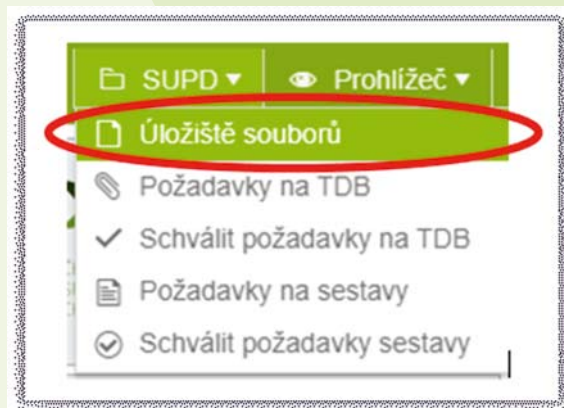 SUPD Prohlížeč
Úložiště souborů
Požadavky na TDB
Schválit požadavky na TDB
Požadavky na sestavy
Schválit požadavky sestavy